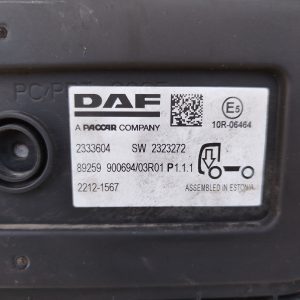 DAF
A PACCAR COMPANY
E5
10R-06464
2333604 SW 2323272
89259 900694/03R01 P1.1.1
2212-1567
ASSEMBLED IN ESTONIA